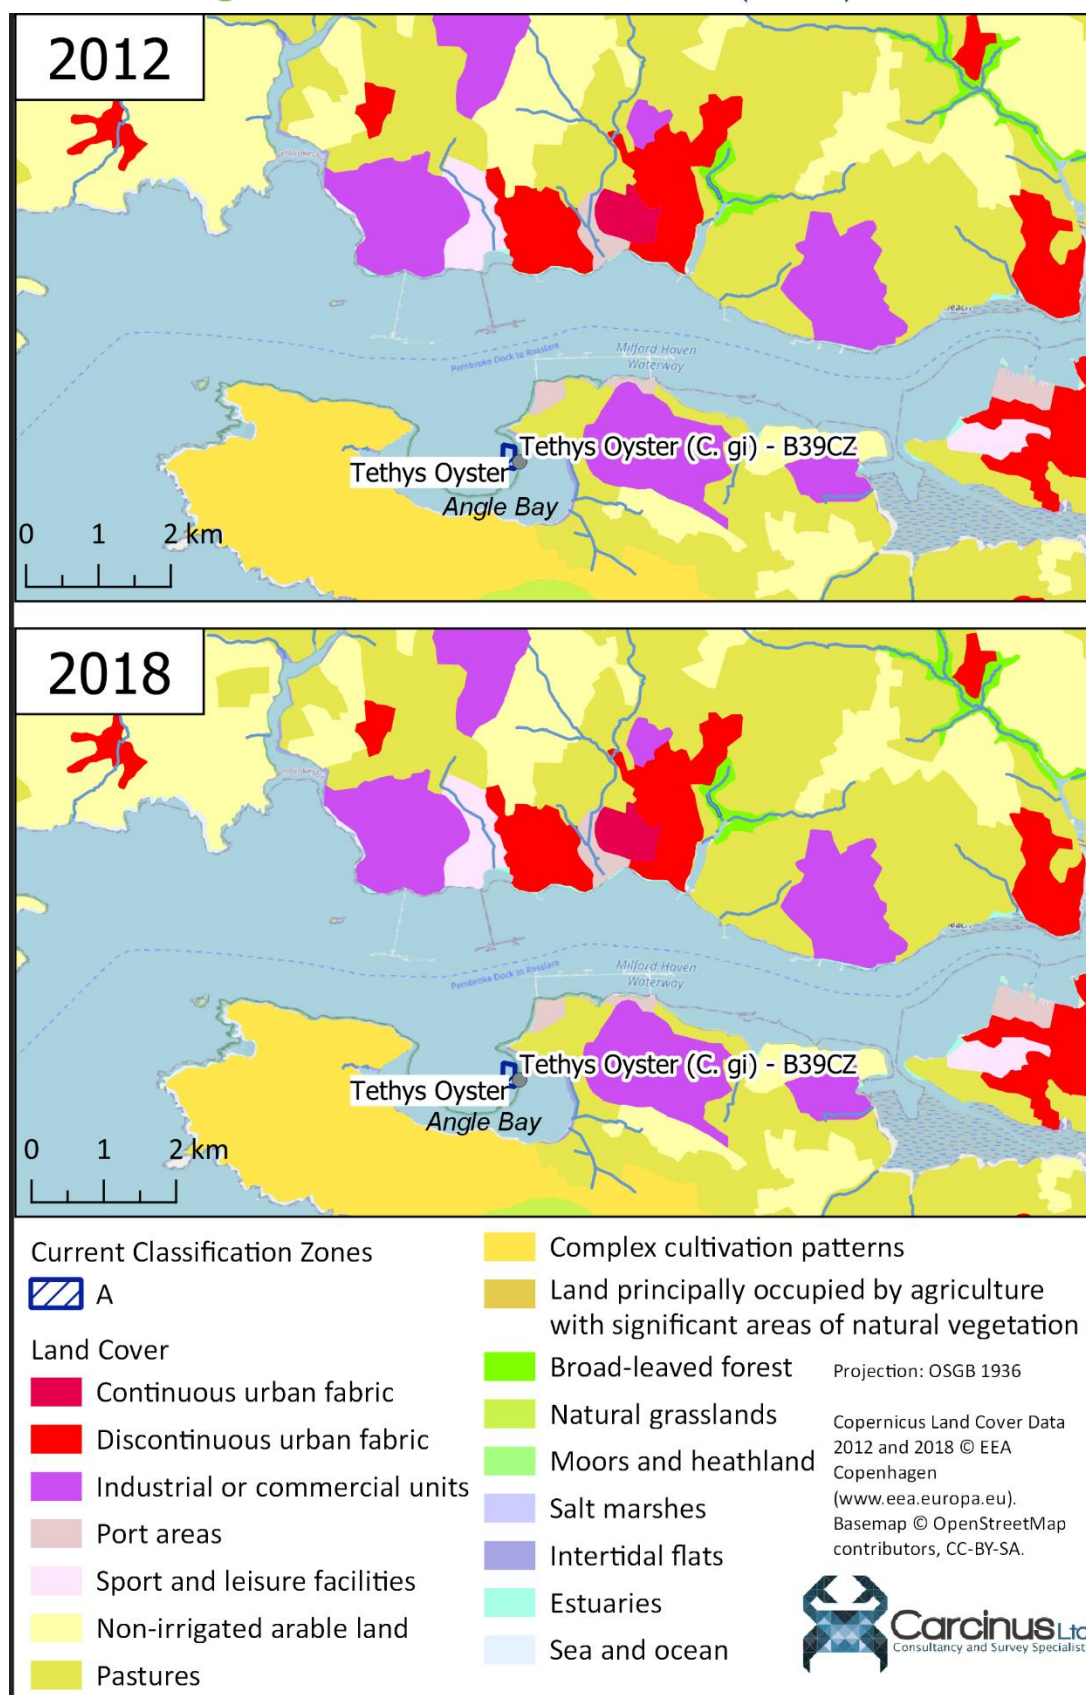 2012
Pembroke Dock to Rosslare
Milford Haven
Waterway
Tethys Oyster (C. gi) - B39CZ
Tethys Oyster
Angle Bay
0 1 2 km
2018
Pembroke Dock to Rosslare
Milford Haven
Waterway
Tethys Oyster (C. gi) - B39CZ
Tethys Oyster
Angle Bay
0 1 2 km
Current Classification Zones
A
Land Cover
Continuous urban fabric
Discontinuous urban fabric
Industrial or commercial units
Port areas
Sport and leisure facilities
Non-irrigated arable land
Pastures
Complex cultivation patterns
Land principally occupied by agriculture
with significant areas of natural vegetation
Broad-leaved forest
Natural grasslands
Moors and heathland
Salt marshes
Intertidal flats
Estuaries
Sea and ocean
Projection: OSGB 1936
Copernicus Land Cover Data
2012 and 2018 © EEA
Copenhagen
(www.eea.europa.eu).
Basemap © OpenStreetMap
contributors, CC-BY-SA.
Carcinus Ltd
Consultancy and Survey Specialist